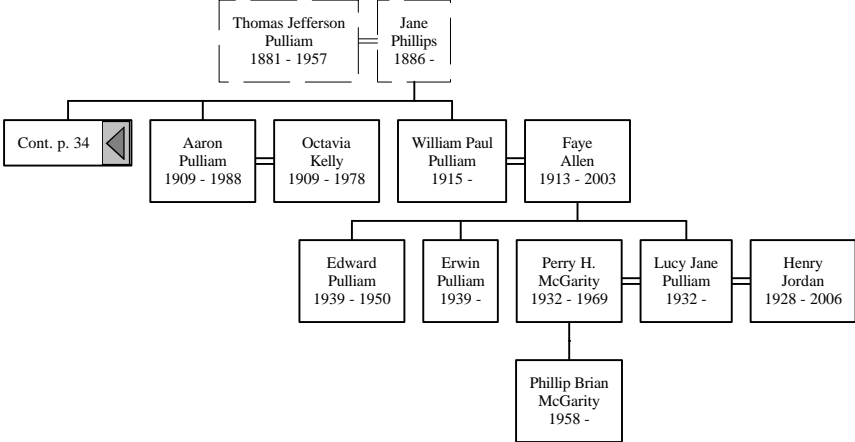 Thomas Jefferson
Pulliam
1881 - 1957
Jane
Phillips
1886 -
Cont. p. 34
Aaron
Pulliam
1909 - 1988
Octavia
Kelly
1909 - 1978
William Paul
Pulliam
1915 -
Faye
Allen
1913 - 2003
Edward
Pulliam
1939 - 1950
Erwin
Pulliam
1939 -
Perry H.
McGarity
1932 - 1969
Lucy Jane
Pulliam
1932 -
Henry
Jordan
1928 - 2006
Phillip Brian
McGarity
1958 -